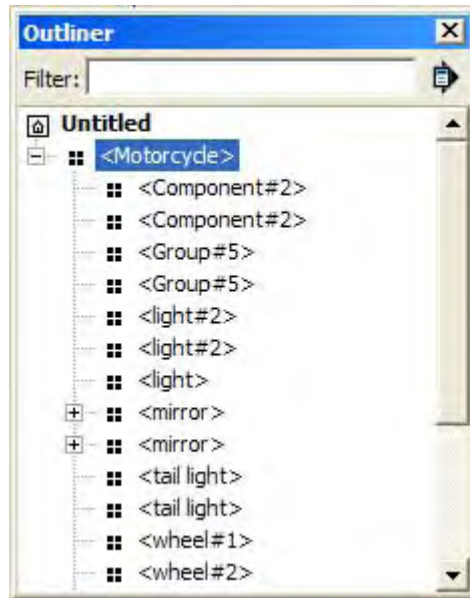 Outliner
Filter:
Untitled
<Motorcycle>
<Component#2>
<Component#2>
<Group#5>
<Group#5>
<light#2>
<light#2>
<light>
<mirror>
<mirror>
<tail light>
<tail light>
<wheel#1>
<wheel#2>